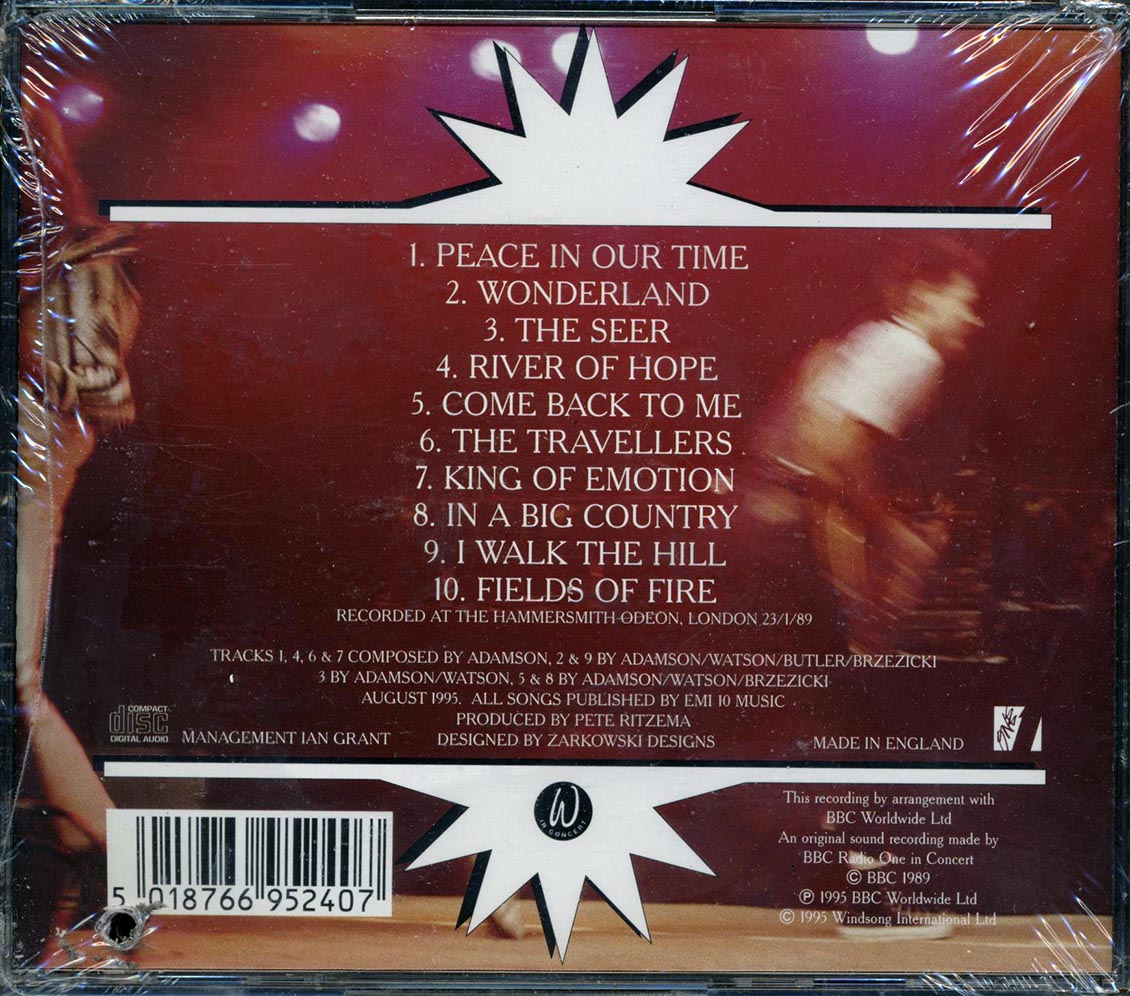 1. PEACE IN OUR TIME
2. WONDERLAND
3. THE SEER
4. RIVER OF HOPE
5. COME BACK TO ME
6. THE TRAVELLERS
7. KING OF EMOTION
8. IN A BIG COUNTRY
9. I WALK THE HILL
10. FIELDS OF FIRE
RECORDED AT THE HAMMERSMITH ODEON, LONDON 23/1/89
TRACKS 1, 4, 6 & 7 COMPOSED BY ADAMSON, 2 & 9 BY ADAMSON/WATSON/BUTLER/BRZEZICKI
3 BY ADAMSON/WATSON, 5 & 8 BY ADAMSON/WATSON/BRZEZICKI
AUGUST 1995. ALL SONGS PUBLISHED BY EMI 10 MUSIC
PRODUCED BY PETE RITZEMA
COMPACT
disc
DIGITAL AUDIO
MANAGEMENT IAN GRANT
DESIGNED BY ZARKOWSKI DESIGNS
MADE IN ENGLAND
W
IN CONCERT
This recording by arrangement with
BBC Worldwide Ltd
An original sound recording made by
BBC Radio One in Concert
© BBC 1989
℗ 1995 BBC Worldwide Ltd
© 1995 Windsong International Ltd
5 018766 952407